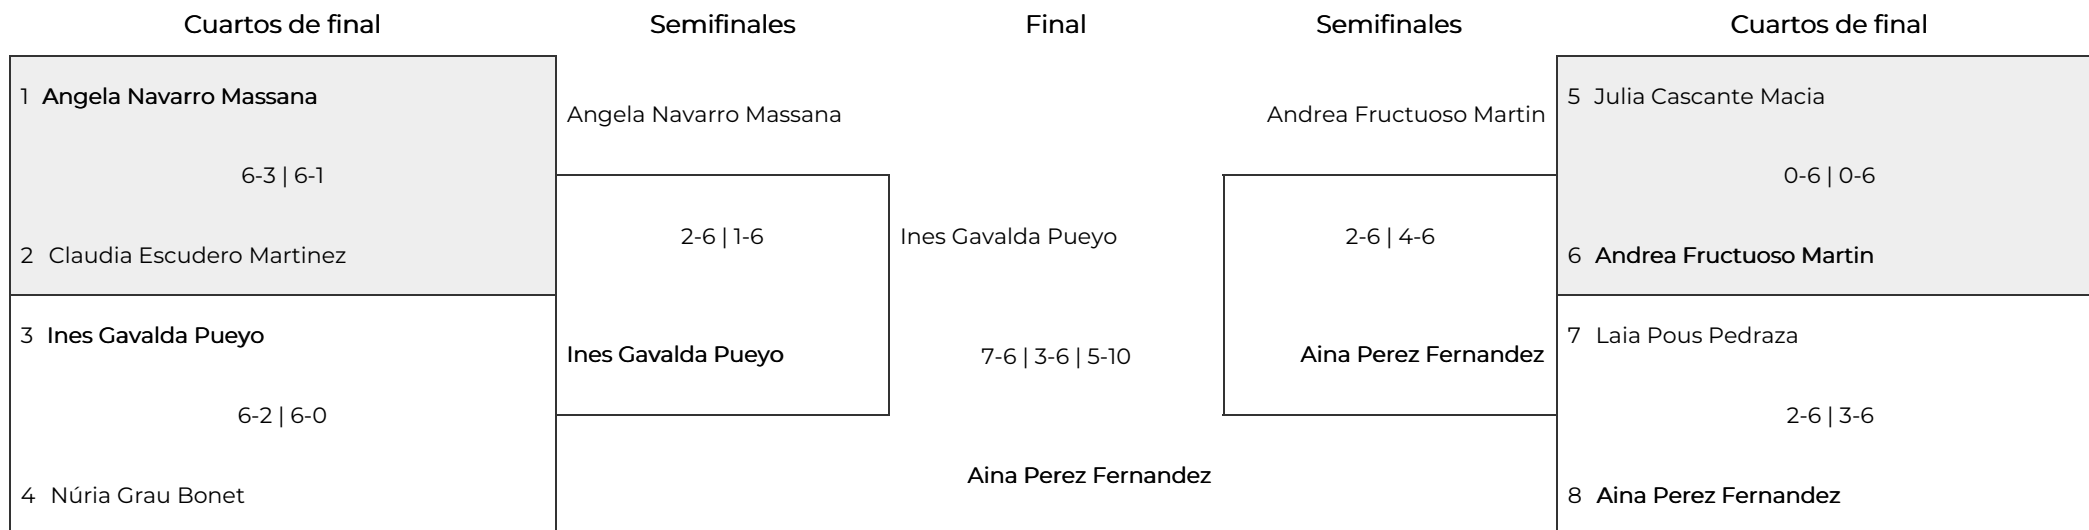 Cuartos de final
Semifinales
Final
Semifinales
Cuartos de final
1 Angela Navarro Massana
6-3 | 6-1
2 Claudia Escudero Martinez
3 Ines Gavalda Pueyo
6-2 | 6-0
4 Núria Grau Bonet
Angela Navarro Massana
2-6 | 1-6
Ines Gavalda Pueyo
Ines Gavalda Pueyo
7-6 | 3-6 | 5-10
Aina Perez Fernandez
Andrea Fructuoso Martin
2-6 | 4-6
Aina Perez Fernandez
5 Julia Cascante Macia
0-6 | 0-6
6 Andrea Fructuoso Martin
7 Laia Pous Pedraza
2-6 | 3-6
8 Aina Perez Fernandez